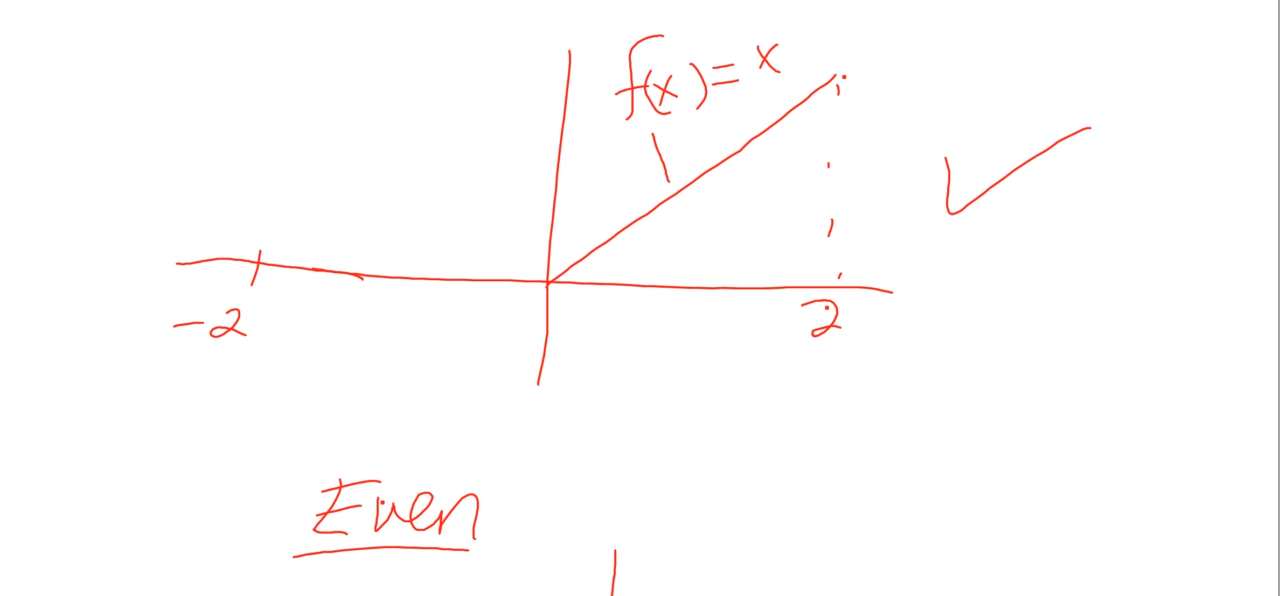 f(x) = x
-2
2
Even